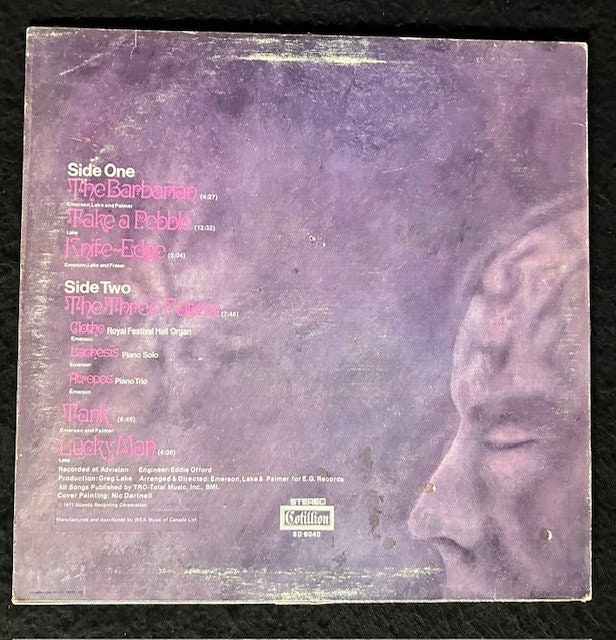 Side One
The Barbarian (4:27)
Emerson, Lake and Palmer
Take a Pebble (12:32)
Lake
Knife-Edge (5:04)
Emerson, Lake and Fraser
Side Two
The Three Fates (7:46)
Clotho Royal Festival Hall Organ
Emerson
Lachesis Piano Solo
Emerson
Atropos Piano Trio
Emerson
Tank (6:49)
Emerson and Palmer
Lucky Man (4:36)
Lake
Recorded at Advision Engineer: Eddie Offord
Production: Greg Lake Arranged & Directed: Emerson, Lake & Palmer for E.G. Records
All Songs Published by TRO-Total Music, Inc., BMI.
Cover Painting: Nic Dartnell
© 1971 Atlantic Recording Corporation
Manufactured and distributed by WEA Music of Canada Ltd
STEREO
Cotillion
SD 9040